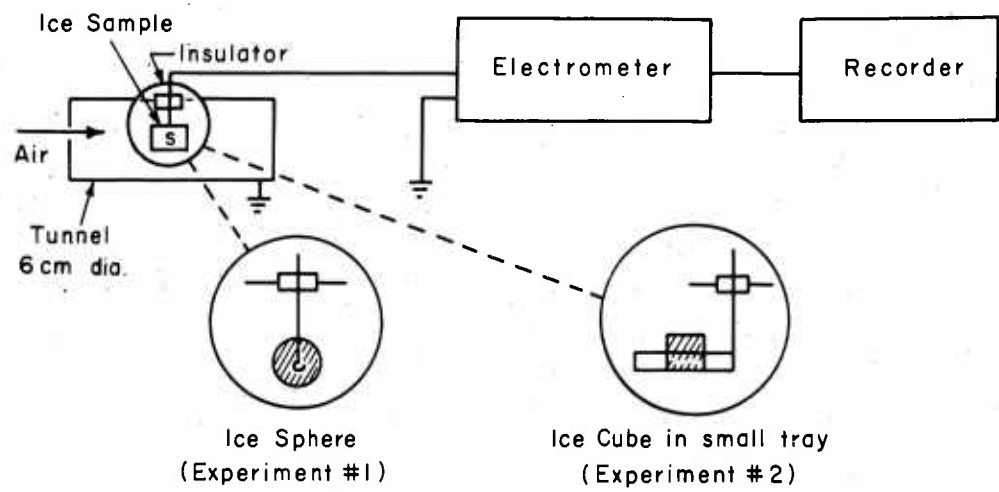 Ice Sample
Insulator
Electrometer
Recorder
S
Air
Tunnel
6 cm dia.
Ice Sphere
(Experiment #1)
Ice Cube in small tray
(Experiment #2)